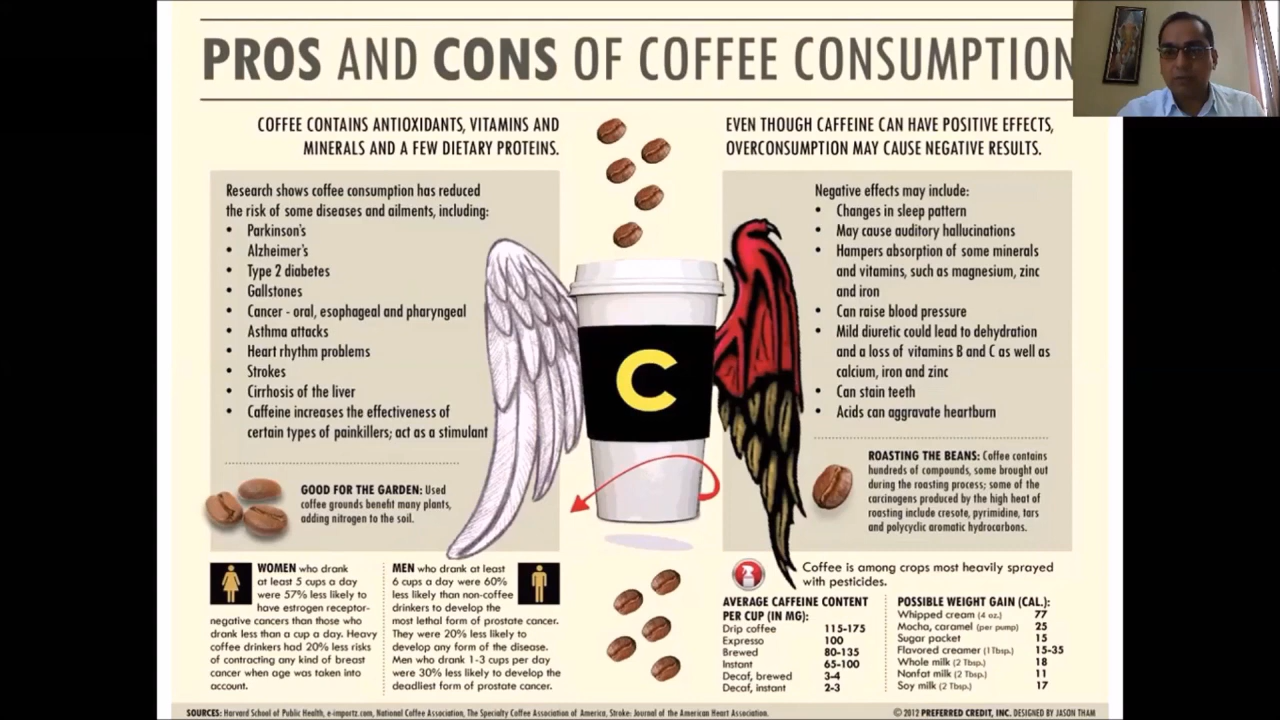 PROS AND CONS OF COFFEE CONSUMPTION
COFFEE CONTAINS ANTIOXIDANTS, VITAMINS AND
MINERALS AND A FEW DIETARY PROTEINS.
Research shows coffee consumption has reduced
the risk of some diseases and ailments, including:
• Parkinson's
• Alzheimer's
• Type 2 diabetes
• Gallstones
• Cancer - oral, esophageal and pharyngeal
• Asthma attacks
• Heart rhythm problems
• Strokes
• Cirrhosis of the liver
• Caffeine increases the effectiveness of
certain types of painkillers; act as a stimulant
GOOD FOR THE GARDEN: Used
coffee grounds benefit many plants,
adding nitrogen to the soil.
WOMEN who drank
at least 5 cups a day
were 57% less likely to
have estrogen receptor-
negative cancers than those who
drank less than a cup a day. Heavy
coffee drinkers had 20% less risks
of contracting any kind of breast
cancer when age was taken into
account.
MEN who drank at least
6 cups a day were 60%
less likely than non-coffee
drinkers to develop the
most lethal form of prostate cancer.
They were 20% less likely to
develop any form of the disease.
Men who drank 1-3 cups per day
were 30% less likely to develop the
deadliest form of prostate cancer.
C
EVEN THOUGH CAFFEINE CAN HAVE POSITIVE EFFECTS,
OVERCONSUMPTION MAY CAUSE NEGATIVE RESULTS.
Negative effects may include:
• Changes in sleep pattern
• May cause auditory hallucinations
• Hampers absorption of some minerals
and vitamins, such as magnesium, zinc
and iron
• Can raise blood pressure
• Mild diuretic could lead to dehydration
and a loss of vitamins B and C as well as
calcium, iron and zinc
• Can stain teeth
• Acids can aggravate heartburn
ROASTING THE BEANS: Coffee contains
hundreds of compounds, some brought out
during the roasting process; some of the
carcinogens produced by the high heat of
roasting include cresote, pyrimidine, tars
and polycyclic aromatic hydrocarbons.
Coffee is among crops most heavily sprayed
with pesticides.
AVERAGE CAFFEINE CONTENT
PER CUP (IN MG):
Drip coffee 115-175
Expresso 100
Brewed 80-135
Instant 65-100
Decaf, brewed 3-4
Decaf, instant 2-3
POSSIBLE WEIGHT GAIN (CAL.):
Whipped cream (4 oz.) 77
Mocha, caramel (per pump) 25
Sugar packet 15
Flavored creamer (1 Tbsp.) 15-35
Whole milk (2 Tbsp.) 18
Nonfat milk (2 Tbsp.) 11
Soy milk (2 Tbsp.) 17
SOURCES: Harvard School of Public Health, e-importz.com, National Coffee Association, The Specialty Coffee Association of America, Stroke: Journal of the American Heart Association.
© 2012 PREFERRED CREDIT, INC. DESIGNED BY JASON THAM